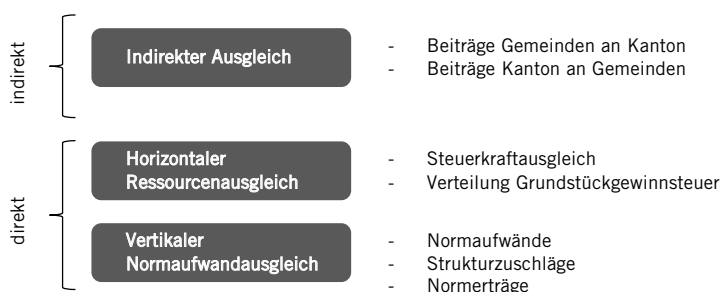 indirekt
Indirekter Ausgleich
- Beiträge Gemeinden an Kanton
- Beiträge Kanton an Gemeinden
direkt
Horizontaler
Ressourcenausgleich
- Steuerkraftausgleich
- Verteilung Grundstückgewinnsteuer
Vertikaler
Normaufwandausgleich
- Normaufwände
- Strukturzuschläge
- Normerträge